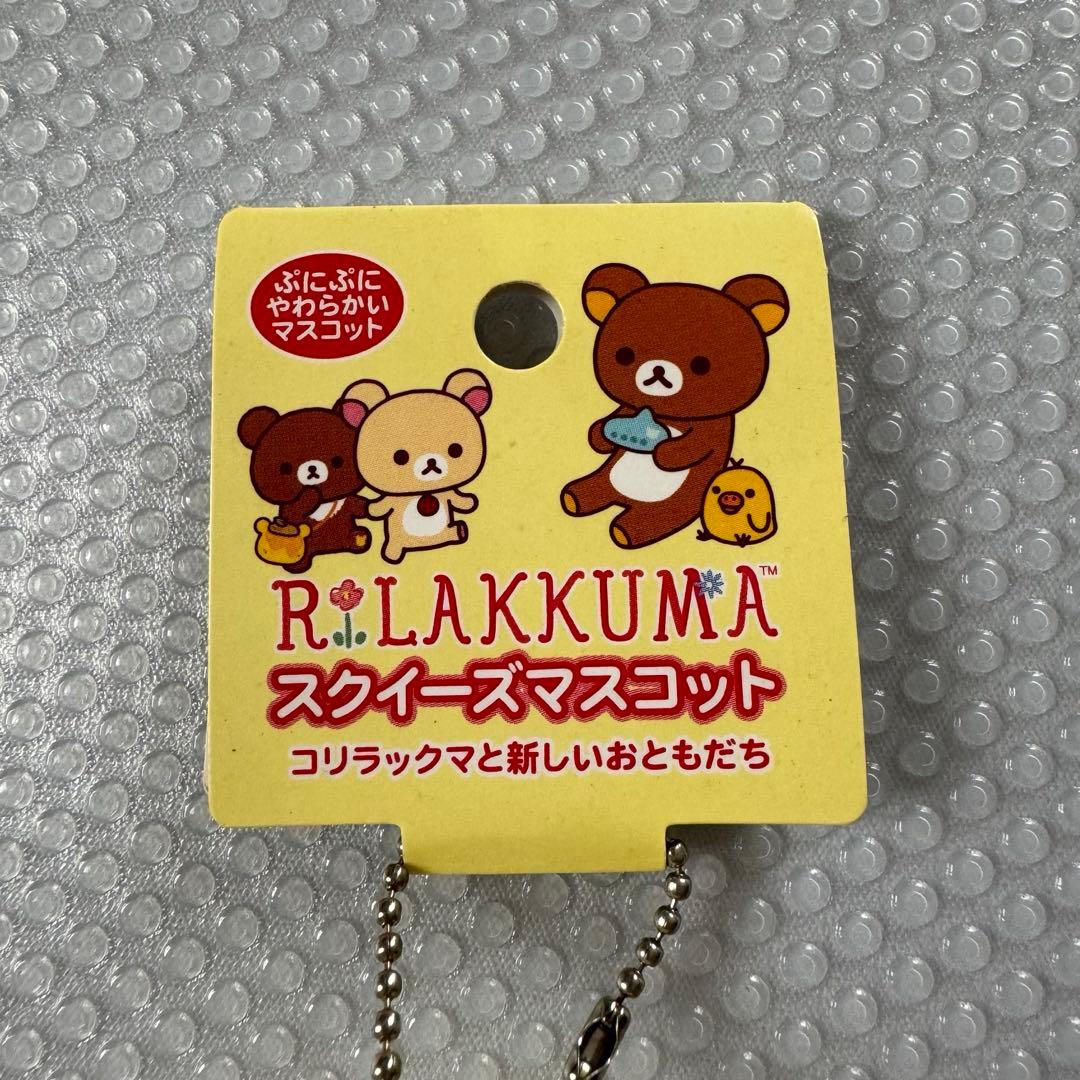 ぷにぷに
やわらかい
マスコット
RILAKKUMA™
スクイーズマスコット
コリラックマと新しいおともだち